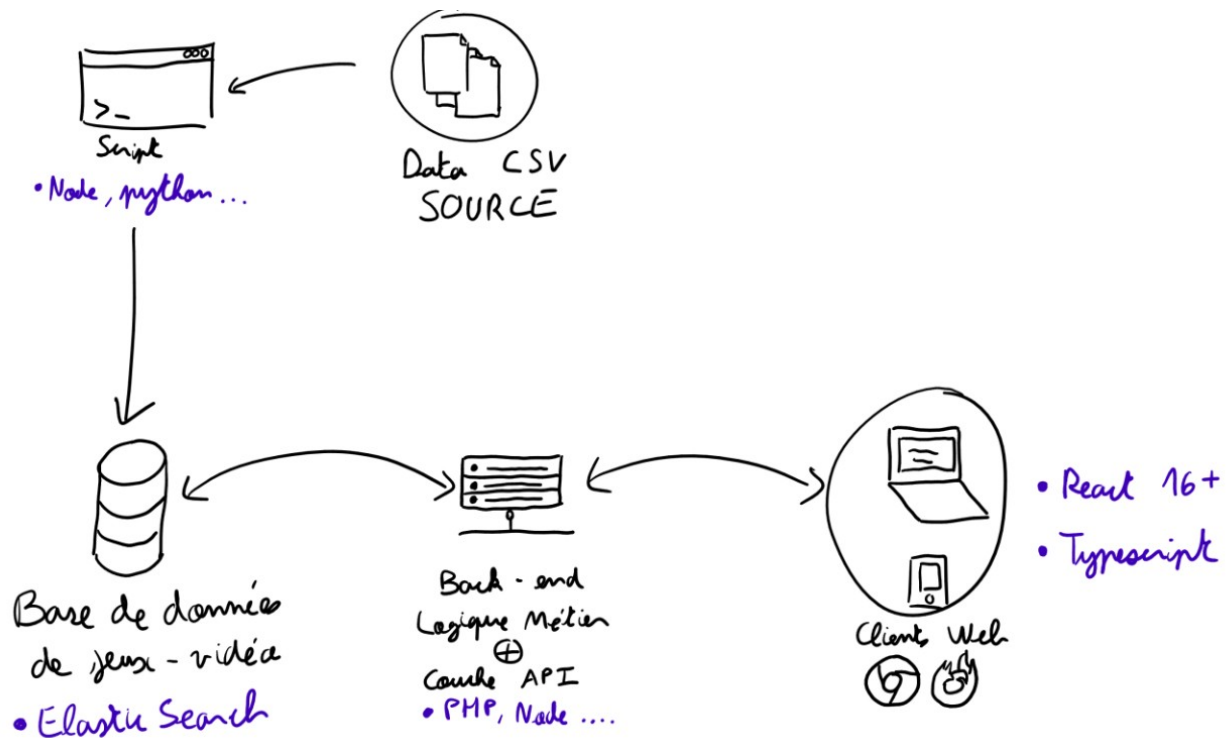 >_
Script
• Node, python...
Data CSV
SOURCE
Base de données
de jeux-vidéo
• Elastic Search
Back-end
Logique Métier
⊕
Couche API
• PHP, Node ....
Clients Web
• React 16+
• Typescript